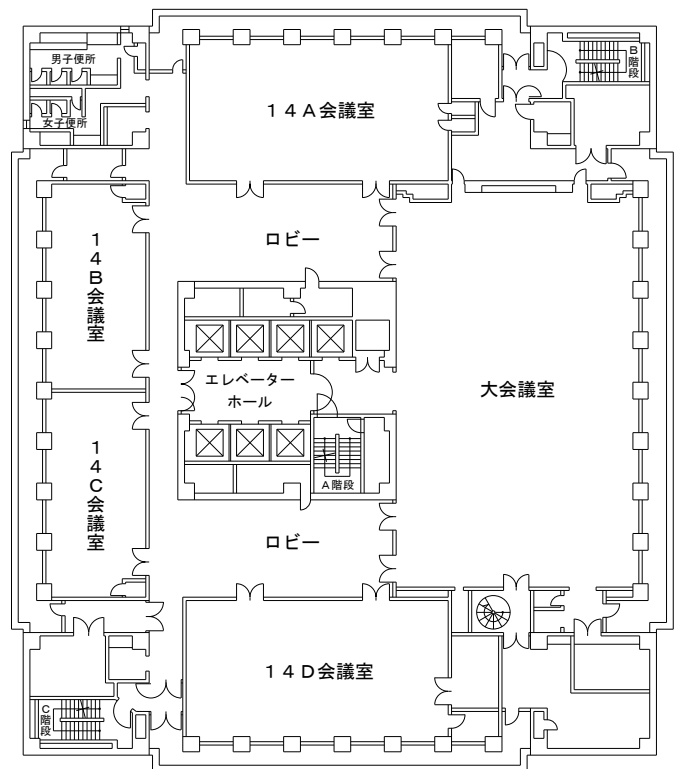 男子便所
女子便所
14A会議室
B階段
ロビー
14B会議室
エレベーター
ホール
大会議室
14C会議室
A階段
ロビー
14D会議室
C階段